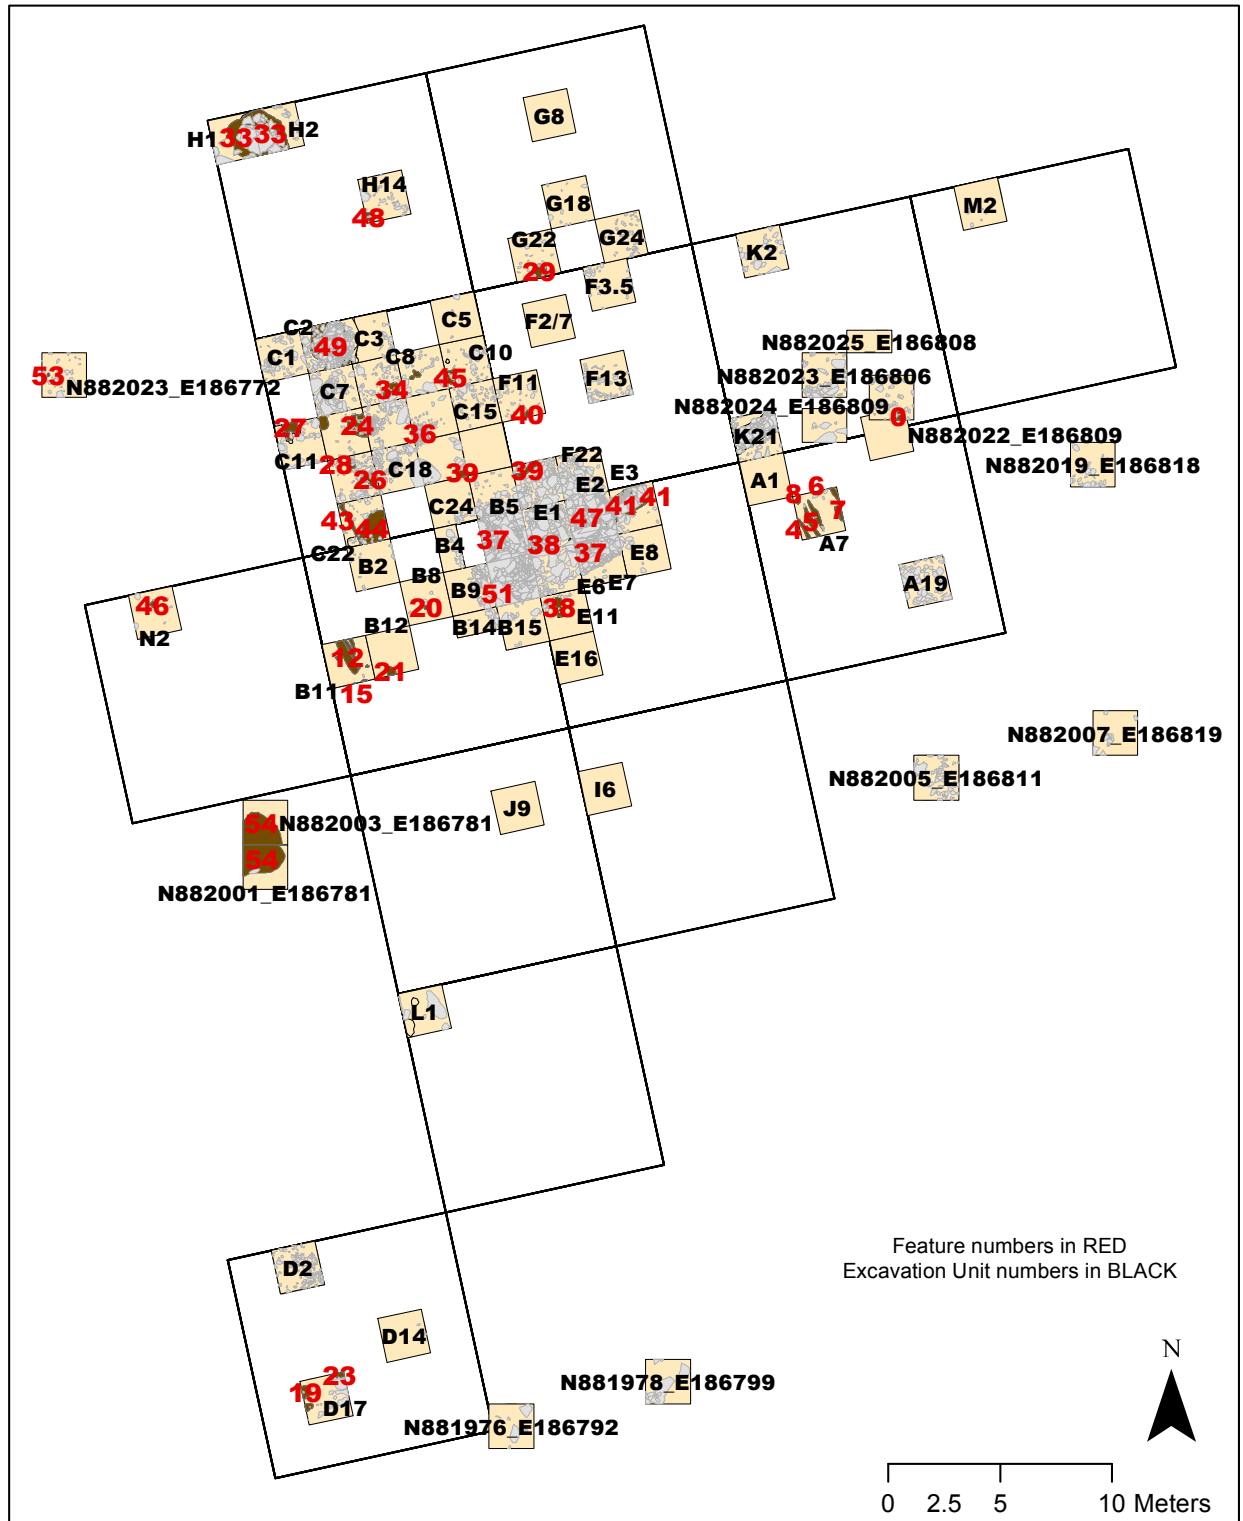 G8
H1 33 33 H2
H14
48
G18
M2
G22
G24
K2
29
F3.5
C2
C3
C5
F2/7
49
C1
C8
C10
N882025_E186808
53
N882023_E186772
C7
34
45
F11
F13
N882023_E186806
N882024_E186809
40
C15
0
27
24
36
K21
N882022_E186809
C11
28
26
C18
39
39
F22
E3
A1
N882019_E186818
E2
43
44
C24
B5
E1
47
41
41
8
6
7
4
5
C22
B2
B4
37
38
37
E8
A7
B8
B9
51
E6
E7
A19
46
20
38
E11
N2
B12
B14
B15
12
21
E16
B11
15
N882007_E186819
J9
I6
N882005_E186811
54
N882003_E186781
54
N882001_E186781
L1
Feature numbers in RED
D2
Excavation Unit numbers in BLACK
D14
N
23
19
D17
N881978_E186799
N881976_E186792
0 2.5 5 10 Meters